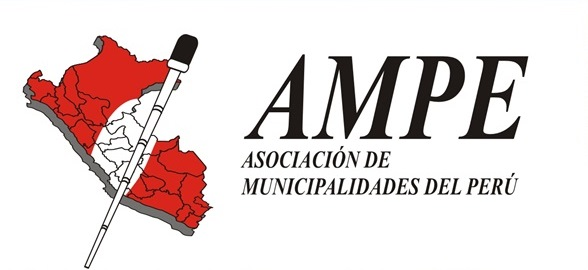 AMPE
ASOCIACIÓN DE
MUNICIPALIDADES DEL PERÚ